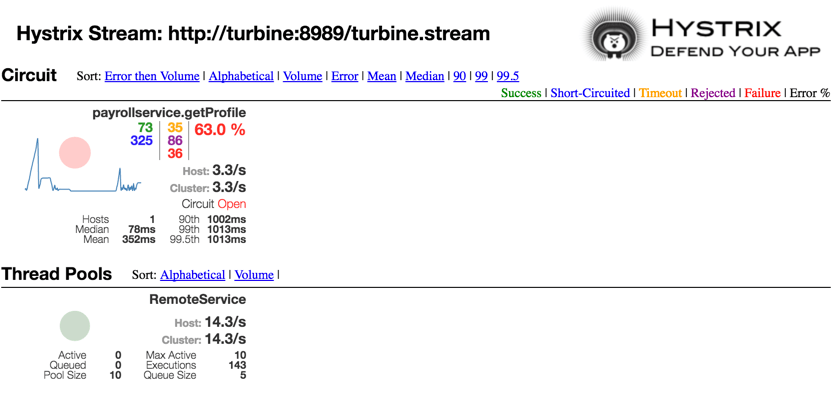 Hystrix Stream: http://turbine:8989/turbine.stream
HYSTRIX
DEFEND YOUR APP
Circuit Sort: Error then Volume | Alphabetical | Volume | Error | Mean | Median | 90 | 99 | 99.5
Success | Short-Circuited | Timeout | Rejected | Failure | Error %
payrollservice.getProfile
73 35 63.0 %
325 86
36
Host: 3.3/s
Cluster: 3.3/s
Circuit Open
Hosts 1 90th 1002ms
Median 78ms 99th 1013ms
Mean 352ms 99.5th 1013ms
Thread Pools Sort: Alphabetical | Volume |
RemoteService
Host: 14.3/s
Cluster: 14.3/s
Active 0 Max Active 10
Queued 0 Executions 143
Pool Size 10 Queue Size 5